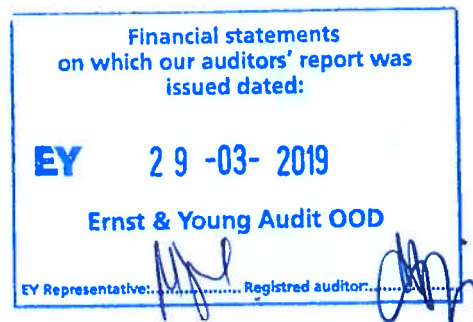 Financial statements
on which our auditors' report was
issued dated:
EY 29 -03- 2019
Ernst & Young Audit OOD
EY Representative:................. Registred auditor:.................